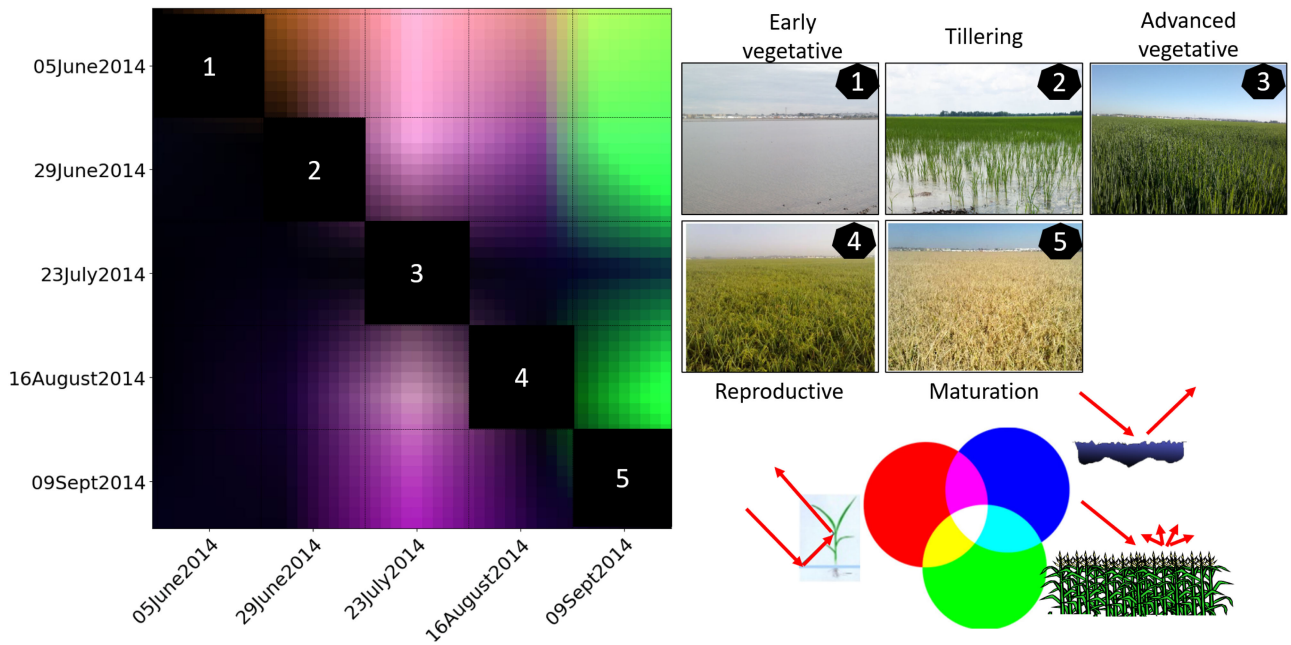 Early
vegetative
Tillering
Advanced
vegetative
05June2014
1
1
2
3
29June2014
2
23July2014
3
4
5
16August2014
4
Reproductive
Maturation
09Sept2014
5
05June2014
29June2014
23July2014
16August2014
09Sept2014